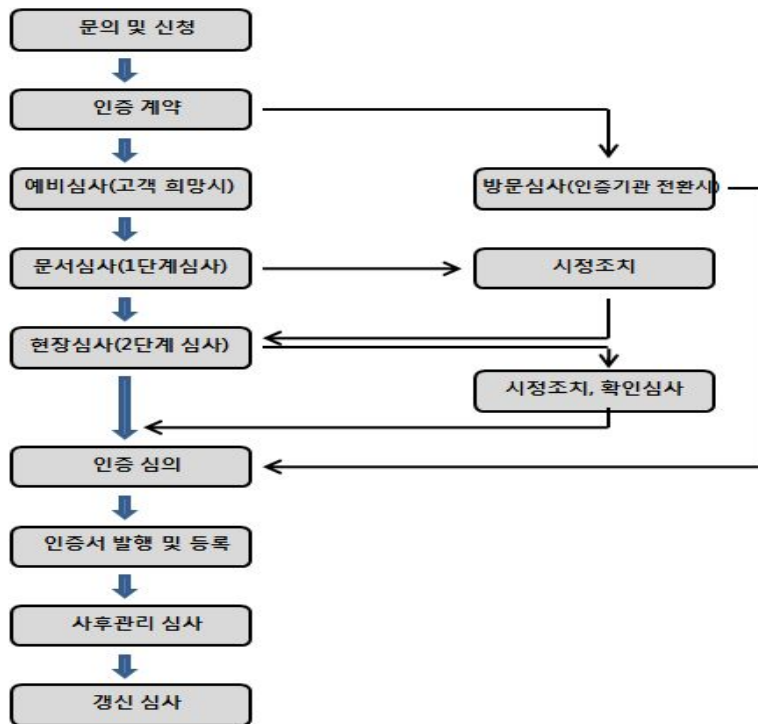 문의 및 신청
인증 계약
예비심사(고객 희망시)
방문심사(인증기관 전환시)
문서심사(1단계심사)
시정조치
현장심사(2단계 심사)
시정조치, 확인심사
인증 심의
인증서 발행 및 등록
사후관리 심사
갱신 심사